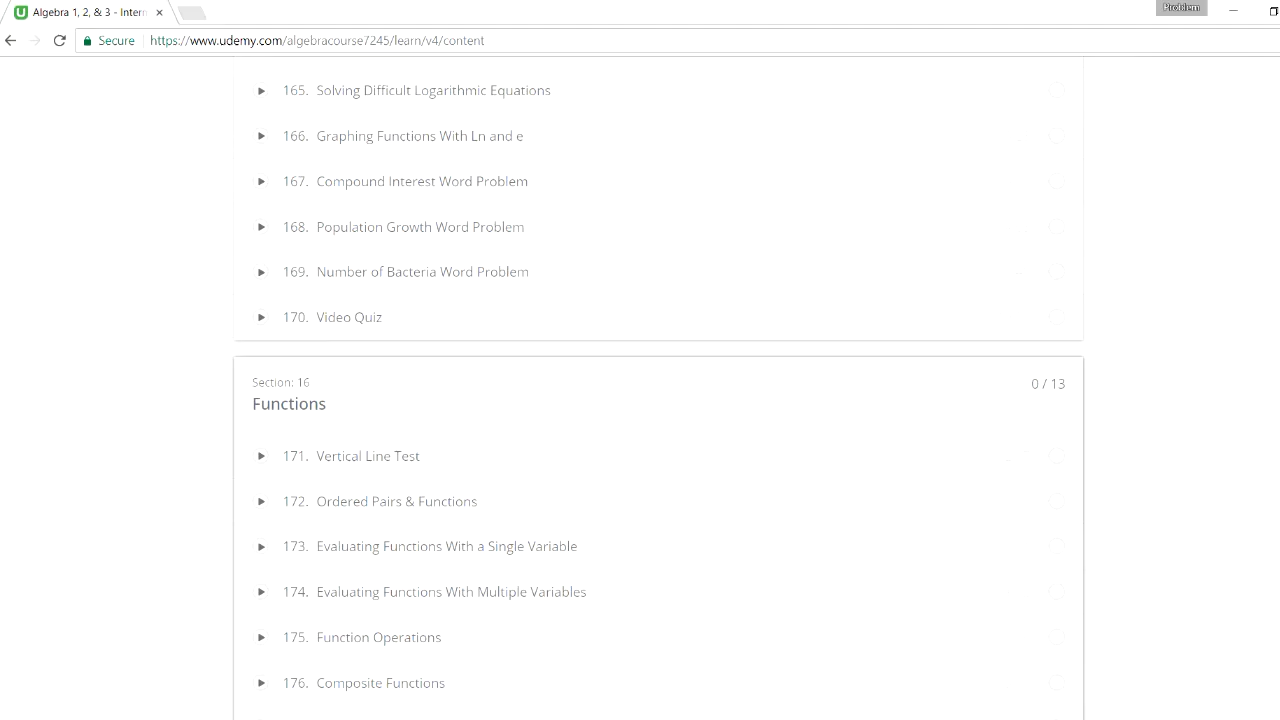 Algebra 1, 2, & 3 - Intern
Problem
Secure
https://www.udemy.com/algebracourse7245/learn/v4/content
165. Solving Difficult Logarithmic Equations
166. Graphing Functions With Ln and e
167. Compound Interest Word Problem
168. Population Growth Word Problem
169. Number of Bacteria Word Problem
170. Video Quiz
Section: 16
0 / 13
Functions
171. Vertical Line Test
172. Ordered Pairs & Functions
173. Evaluating Functions With a Single Variable
174. Evaluating Functions With Multiple Variables
175. Function Operations
176. Composite Functions